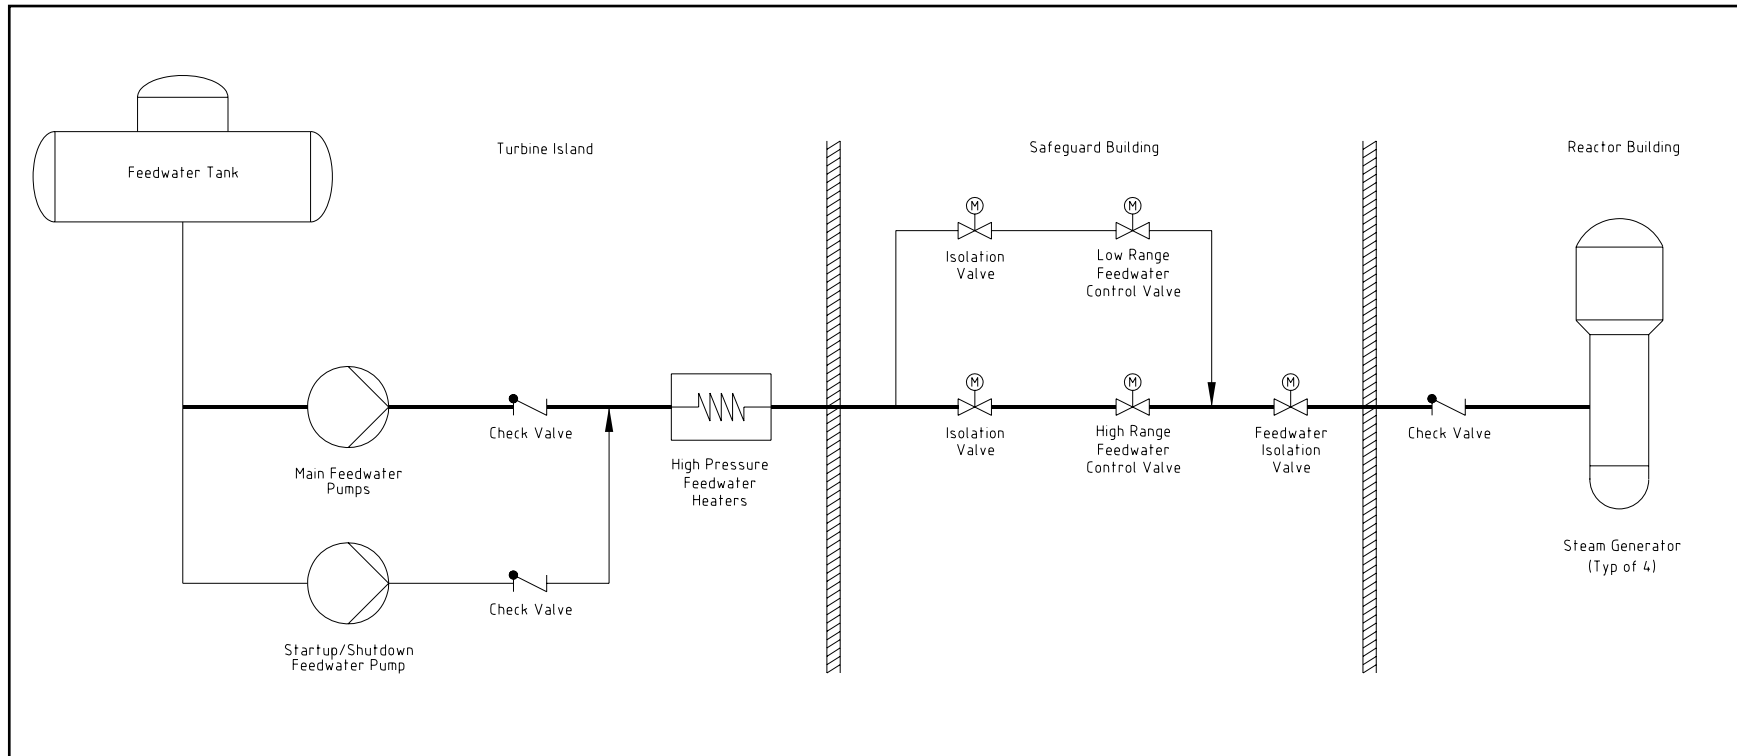 Turbine Island
Safeguard Building
Reactor Building
Feedwater Tank
M
M
Isolation
Valve
Low Range
Feedwater
Control Valve
M
M
M
Check Valve
Isolation
Valve
High Range
Feedwater
Control Valve
Feedwater
Isolation
Valve
Check Valve
Main Feedwater
Pumps
High Pressure
Feedwater
Heaters
Steam Generator
(Typ of 4)
Check Valve
Startup/Shutdown
Feedwater Pump